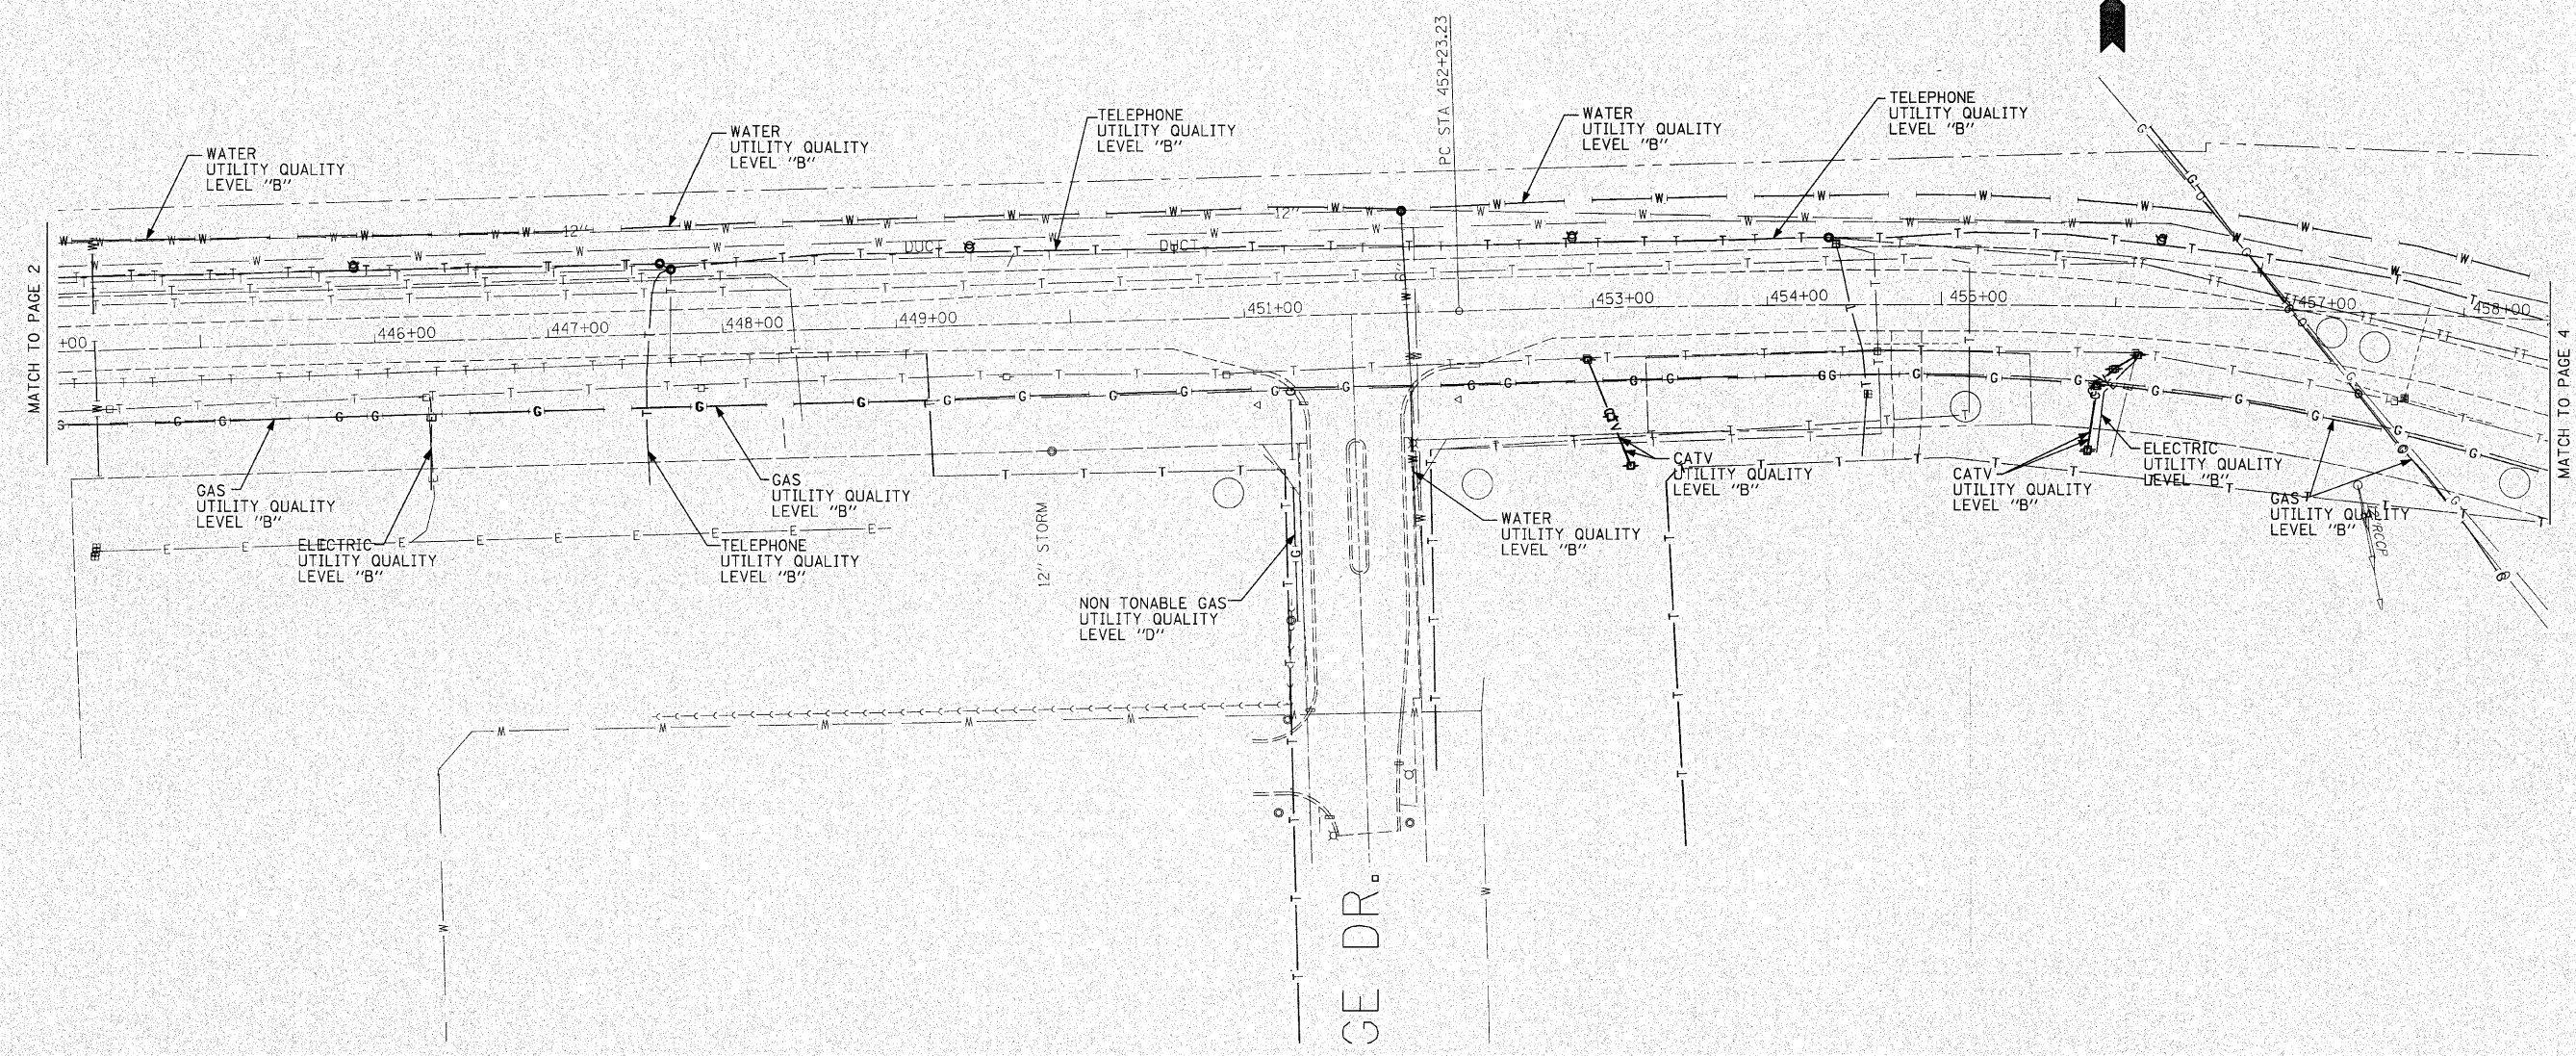 PC STA 452+23.23
WATER
UTILITY QUALITY
LEVEL "B"
WATER
UTILITY QUALITY
LEVEL "B"
TELEPHONE
UTILITY QUALITY
LEVEL "B"
WATER
UTILITY QUALITY
LEVEL "B"
TELEPHONE
UTILITY QUALITY
LEVEL "B"
MATCH TO PAGE 2
12"
12"
DUCT
DUCT
6"
+00
446+00
447+00
448+00
449+00
451+00
453+00
454+00
455+00
457+00
458+00
MATCH TO PAGE 4
GAS
UTILITY QUALITY
LEVEL "B"
ELECTRIC
UTILITY QUALITY
LEVEL "B"
TELEPHONE
UTILITY QUALITY
LEVEL "B"
GAS
UTILITY QUALITY
LEVEL "B"
12" STORM
NON TONABLE GAS
UTILITY QUALITY
LEVEL "D"
WATER
UTILITY QUALITY
LEVEL "B"
CATV
UTILITY QUALITY
LEVEL "B"
CATV
UTILITY QUALITY
LEVEL "B"
ELECTRIC
UTILITY QUALITY
LEVEL "B"
GAS
UTILITY QUALITY
LEVEL "B"
GE DR.